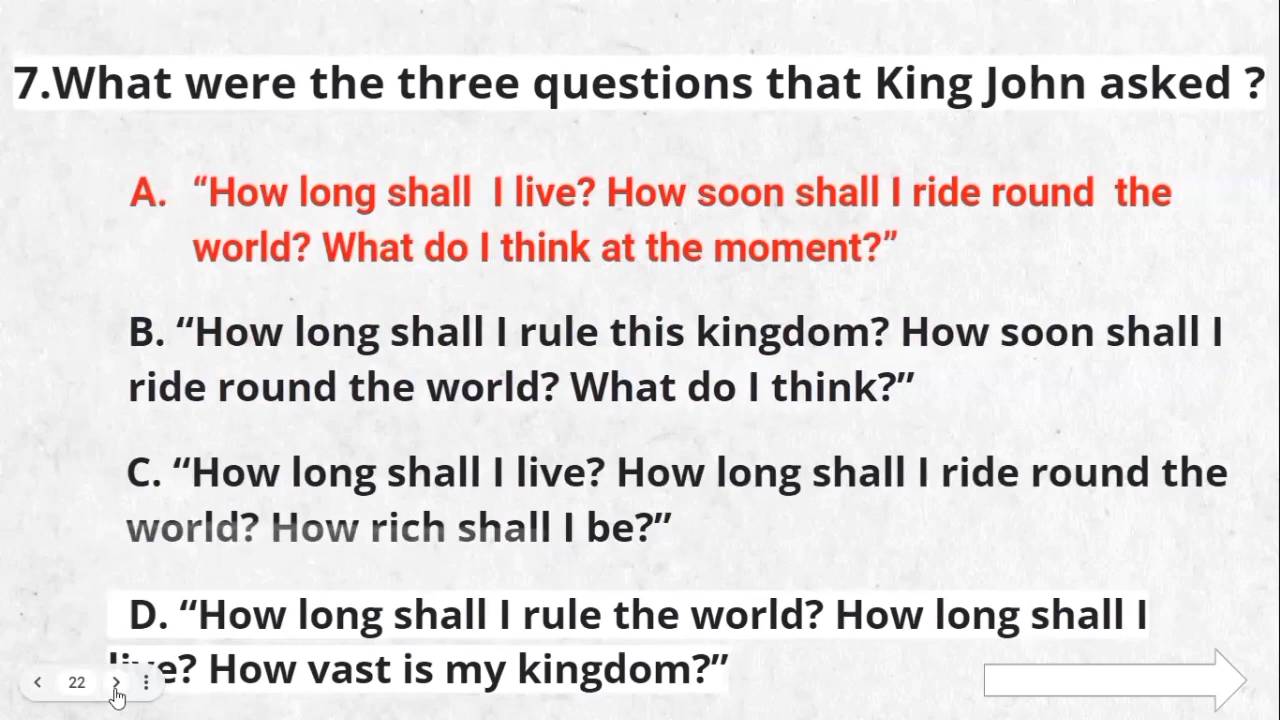 7.What were the three questions that King John asked ?
A. “How long shall I live? How soon shall I ride round the
world? What do I think at the moment?”
B. “How long shall I rule this kingdom? How soon shall I
ride round the world? What do I think?”
C. “How long shall I live? How long shall I ride round the
world? How rich shall I be?”
D. “How long shall I rule the world? How long shall I
live? How vast is my kingdom?”
22